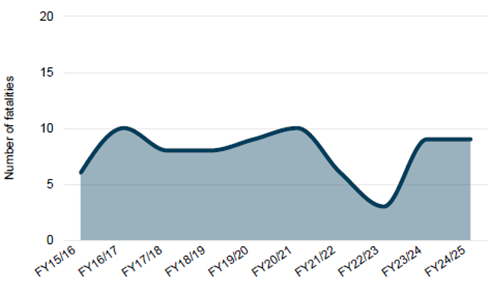 20
15
10
5
0
Number of fatalities
FY15/16
FY16/17
FY17/18
FY18/19
FY19/20
FY20/21
FY21/22
FY22/23
FY23/24
FY24/25